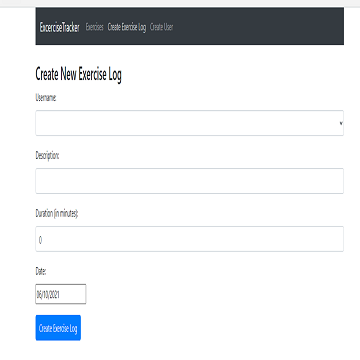 ExcerciseTracker Exercises Create Exercise Log Create User
Create New Exercise Log
Username:
Description:
Duration (in minutes):
0
Date:
06/10/2021
Create Exercise Log